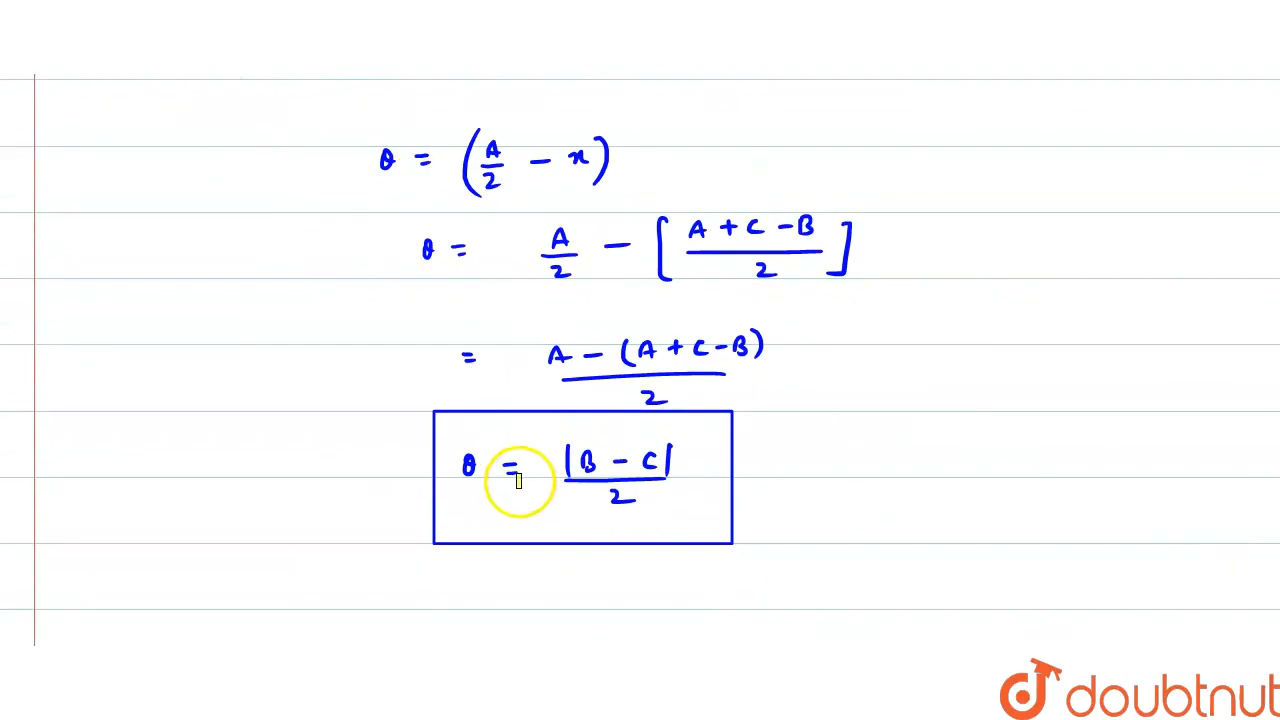 θ = (A/2 - x)
θ = A/2 - [A + C - B/2]
= A - (A + C - B)/2
θ = |B - C|/2
doubtnut